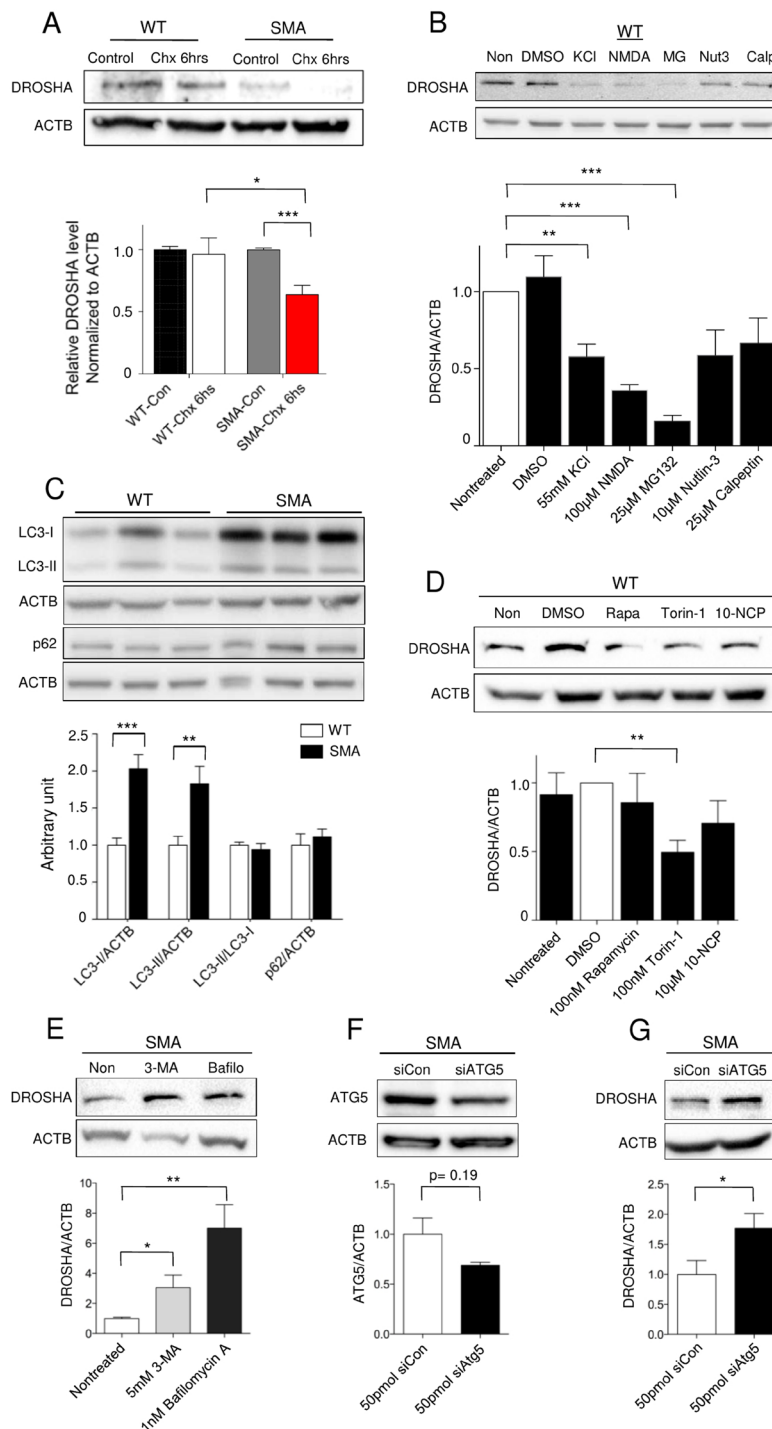 A
WT SMA
Control Chx 6hrs Control Chx 6hrs
DROSHA
ACTB
*
***
Relative DROSHA level
Normalized to ACTB
1.0
0.5
0
WT-Con
WT-Chx 6hs
SMA-Con
SMA-Chx 6hs
B
WT
Non DMSO KCl NMDA MG Nut3 Calp
DROSHA
ACTB
***
***
**
DROSHA/ACTB
1.0
0.5
0
Nontreated
DMSO
55mM KCl
100µM NMDA
25µM MG132
10µM Nutlin-3
25µM Calpeptin
C
WT SMA
LC3-I
LC3-II
ACTB
p62
ACTB
WT
SMA
***
**
Arbitrary unit
2.5
2.0
1.5
1.0
0.5
0
LC3-I/ACTB
LC3-II/ACTB
LC3-II/LC3-I
p62/ACTB
D
WT
Non DMSO Rapa Torin-1 10-NCP
DROSHA
ACTB
**
DROSHA/ACTB
1.0
0.5
0
Nontreated
DMSO
100nM Rapamycin
100nM Torin-1
10µM 10-NCP
E
SMA
Non 3-MA Bafilo
DROSHA
ACTB
**
*
DROSHA/ACTB
10
8
6
4
2
0
Nontreated
5mM 3-MA
1nM Bafilomycin A
F
SMA
siCon siATG5
ATG5
ACTB
p= 0.19
ATG5/ACTB
1.5
1.0
0.5
0.0
50pmol siCon
50pmol siAtg5
G
SMA
siCon siATG5
DROSHA
ACTB
*
DROSHA/ACTB
2.5
2.0
1.5
1.0
0.5
0.0
50pmol siCon
50pmol siAtg5